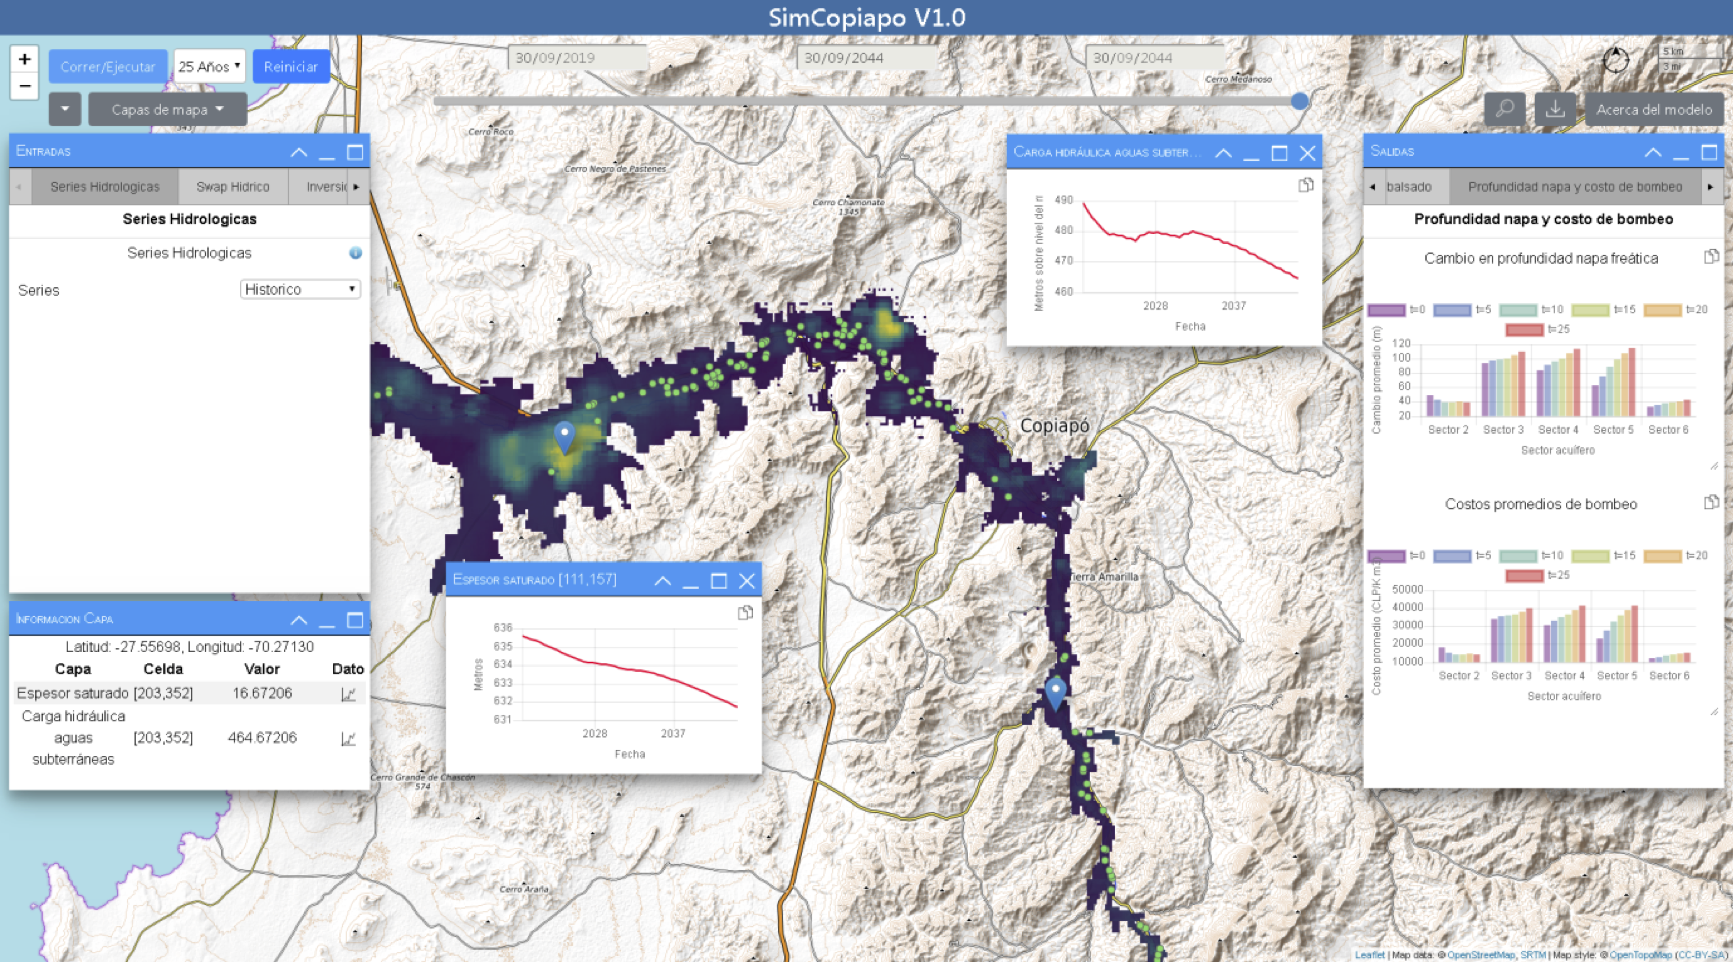 SimCopiapo V1.0
+
−
Correr/Ejecutar
25 Años
Reiniciar
Capas de mapa
30/09/2019
30/09/2044
30/09/2044
5 km
3 mi
Acerca del modelo
Entradas
Series Hidrologicas
Swap Hidrico
Series Hidrologicas
Series Hidrologicas
Series
Historico
Informacion Capa
Latitud: -27.55698, Longitud: -70.27130
Capa Celda Valor Dato
Espesor saturado [203,352] 16.67206
Carga hidráulica
aguas [203,352] 464.67206
subterráneas
Cerro Roco
Cerro Negro de Pastenes
Cerro Chamonate
1345
Cerro Medanoso
Copiapó
Tierra Amarilla
Cerro Grande de Chascón
574
Cerro Araña
Carga hidráulica aguas subter...
Metros sobre nivel del
490
480
470
460
2028 2037
Fecha
Espesor saturado [111,157]
Metros
636
635
634
633
632
631
2028 2037
Fecha
Salidas
balsado
Profundidad napa y costo de bombeo
Profundidad napa y costo de bombeo
Cambio en profundidad napa freática
t=0 t=5 t=10 t=15 t=20
t=25
Cambio promedio (m)
120
100
80
60
40
20
Sector 2 Sector 3 Sector 4 Sector 5 Sector 6
Sector acuífero
Costos promedios de bombeo
t=0 t=5 t=10 t=15 t=20
t=25
Costo promedio (CLP/K m
50000
40000
30000
20000
10000
Sector 2 Sector 3 Sector 4 Sector 5 Sector 6
Sector acuífero
Leaflet | Map data: © OpenStreetMap, SRTM | Map style: © OpenTopoMap (CC-BY-SA)